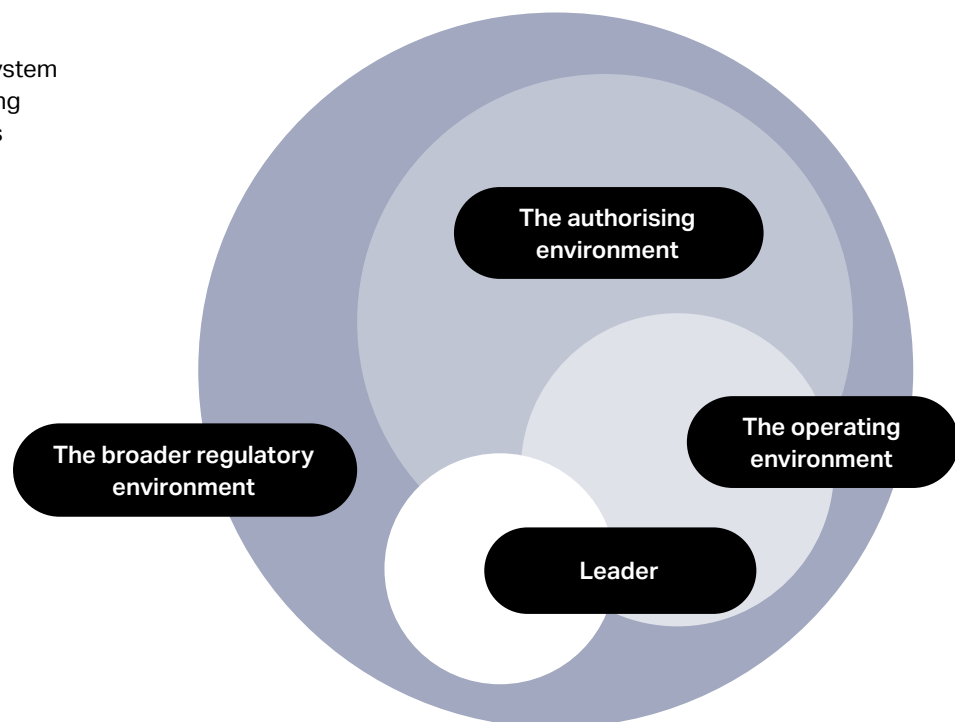 The authorising
environment
The operating
environment
The broader regulatory
environment
Leader